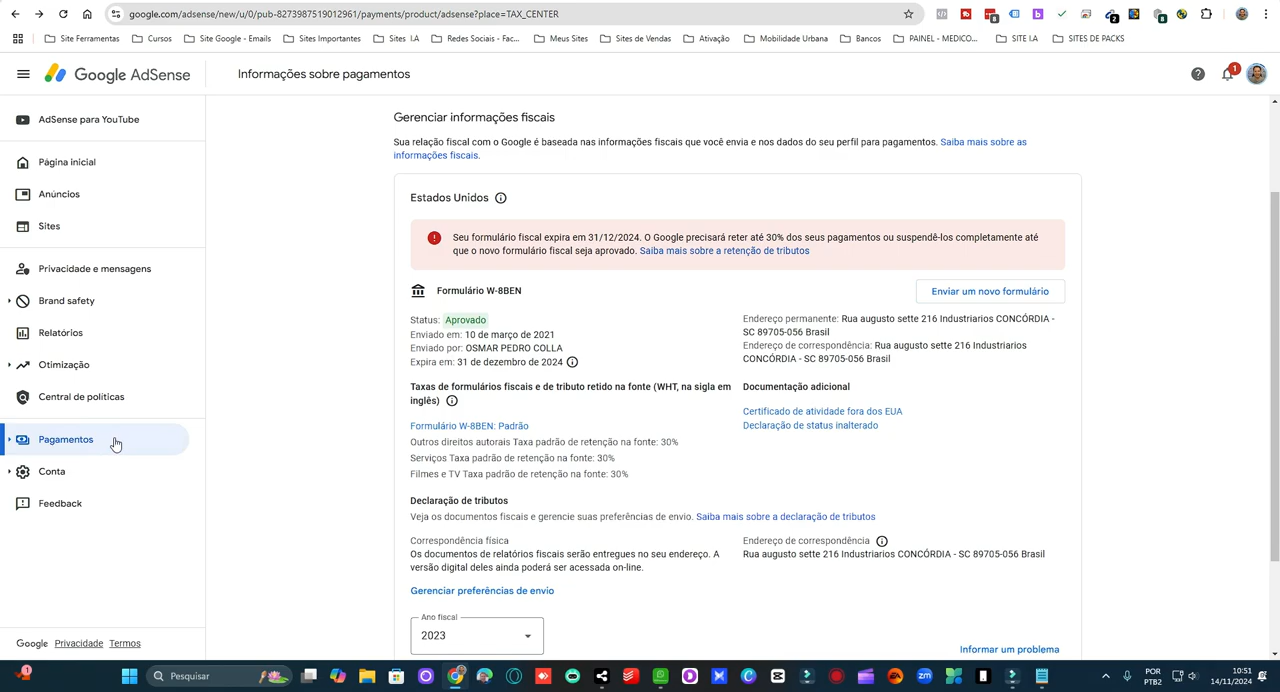 google.com/adsense/new/u/0/pub-8273987519012961/payments/product/adsense?place=TAX_CENTER
Site Ferramentas
Cursos
Site Google - Emails
Sites Importantes
Sites I.A
Redes Sociais - Fac...
Meus Sites
Sites de Vendas
Ativação
Mobilidade Urbana
Bancos
PAINEL - MEDICO...
SITE I.A
SITES DE PACKS
Google AdSense
Informações sobre pagamentos
1
AdSense para YouTube
Página inicial
Anúncios
Sites
Privacidade e mensagens
Brand safety
Relatórios
Otimização
Central de políticas
Pagamentos
Conta
Feedback
Google Privacidade Termos
Gerenciar informações fiscais
Sua relação fiscal com o Google é baseada nas informações fiscais que você envia e nos dados do seu perfil para pagamentos. Saiba mais sobre as
informações fiscais.
Estados Unidos
Seu formulário fiscal expira em 31/12/2024. O Google precisará reter até 30% dos seus pagamentos ou suspendê-los completamente até
que o novo formulário fiscal seja aprovado. Saiba mais sobre a retenção de tributos
Formulário W-8BEN
Enviar um novo formulário
Status: Aprovado
Enviado em: 10 de março de 2021
Enviado por: OSMAR PEDRO COLLA
Expira em: 31 de dezembro de 2024
Endereço permanente: Rua augusto sette 216 Industriarios CONCÓRDIA -
SC 89705-056 Brasil
Endereço de correspondência: Rua augusto sette 216 Industriarios
CONCÓRDIA - SC 89705-056 Brasil
Taxas de formulários fiscais e de tributo retido na fonte (WHT, na sigla em
inglês)
Formulário W-8BEN: Padrão
Outros direitos autorais Taxa padrão de retenção na fonte: 30%
Serviços Taxa padrão de retenção na fonte: 30%
Filmes e TV Taxa padrão de retenção na fonte: 30%
Documentação adicional
Certificado de atividade fora dos EUA
Declaração de status inalterado
Declaração de tributos
Veja os documentos fiscais e gerencie suas preferências de envio. Saiba mais sobre a declaração de tributos
Correspondência física
Os documentos de relatórios fiscais serão entregues no seu endereço. A
versão digital deles ainda poderá ser acessada on-line.
Endereço de correspondência
Rua augusto sette 216 Industriarios CONCÓRDIA - SC 89705-056 Brasil
Gerenciar preferências de envio
Ano fiscal
2023
Informar um problema
1
Pesquisar
zm
POR
PTB2
10:51
14/11/2024